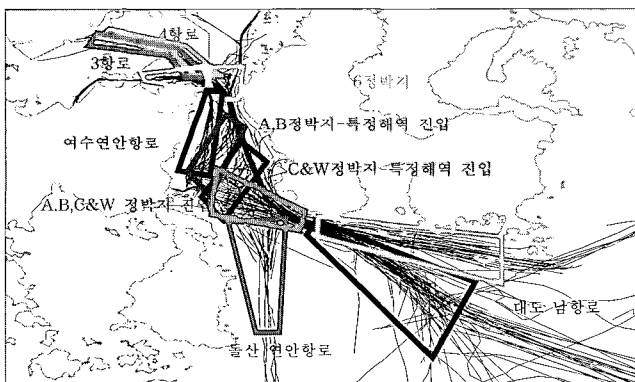 4항로
3항로
6정박지
A,B정박지-특정해역 진입
여수연안항로
C&W정박지-특정해역 진입
A,B,C&W 정박지 진입
대도 남항로
돌산 연안항로